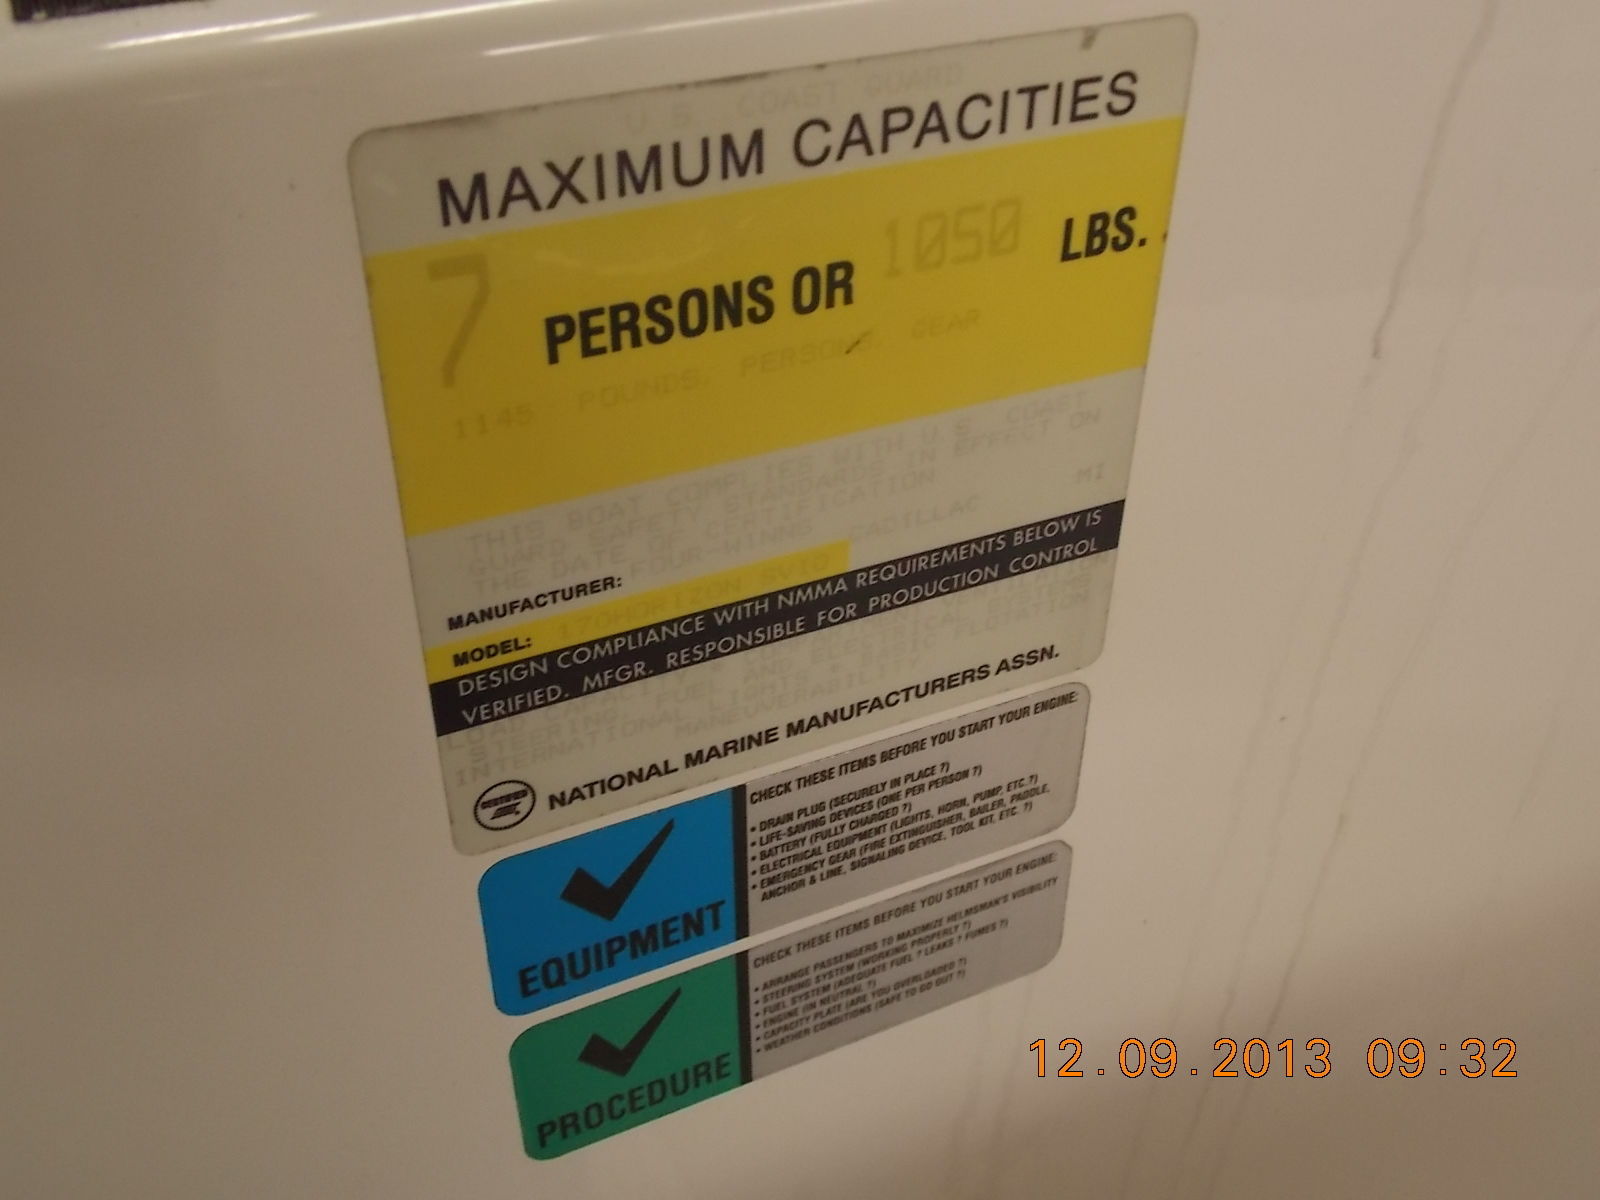 U.S. COAST GUARD
MAXIMUM CAPACITIES
7 PERSONS OR 1050 LBS.
1145 POUNDS, PERSONS, GEAR
THIS BOAT COMPLIES WITH U.S. COAST
GUARD SAFETY STANDARDS IN EFFECT ON
THE DATE OF CERTIFICATION
MANUFACTURER: FOUR-WINNS CADILLAC MI
MODEL: 170HORIZON
DESIGN COMPLIANCE WITH NMMA REQUIREMENTS BELOW IS
VERIFIED. MFGR. RESPONSIBLE FOR PRODUCTION CONTROL
LOAD CAPACITY FUEL AND ELECTRICAL SYSTEMS
STEERING LIGHTS BASIC FLOTATION
INTERNATIONAL MANEUVERABILITY
CERTIFIED
NATIONAL MARINE MANUFACTURERS ASSN.
EQUIPMENT
CHECK THESE ITEMS BEFORE YOU START YOUR ENGINE:
• DRAIN PLUG (SECURELY IN PLACE ?)
• LIFE-SAVING DEVICES (ONE PER PERSON ?)
• BATTERY (FULLY CHARGED ?)
• ELECTRICAL EQUIPMENT (LIGHTS, HORN, PUMP, ETC.?)
• EMERGENCY GEAR (FIRE EXTINGUISHER, BAILER, PADDLE,
ANCHOR & LINE, SIGNALING DEVICE, TOOL KIT, ETC. ?)
PROCEDURE
CHECK THESE ITEMS BEFORE YOU START YOUR ENGINE:
• ARRANGE PASSENGERS TO MAXIMIZE HELMSMAN'S VISIBILITY
• STEERING SYSTEM (WORKING PROPERLY ?)
• FUEL SYSTEM (ADEQUATE FUEL ? LEAKS ? FUMES ?)
• ENGINE (IN NEUTRAL ?)
• CAPACITY PLATE (ARE YOU OVERLOADED ?)
• WEATHER CONDITIONS (SAFE TO GO OUT ?)
12.09.2013 09:32